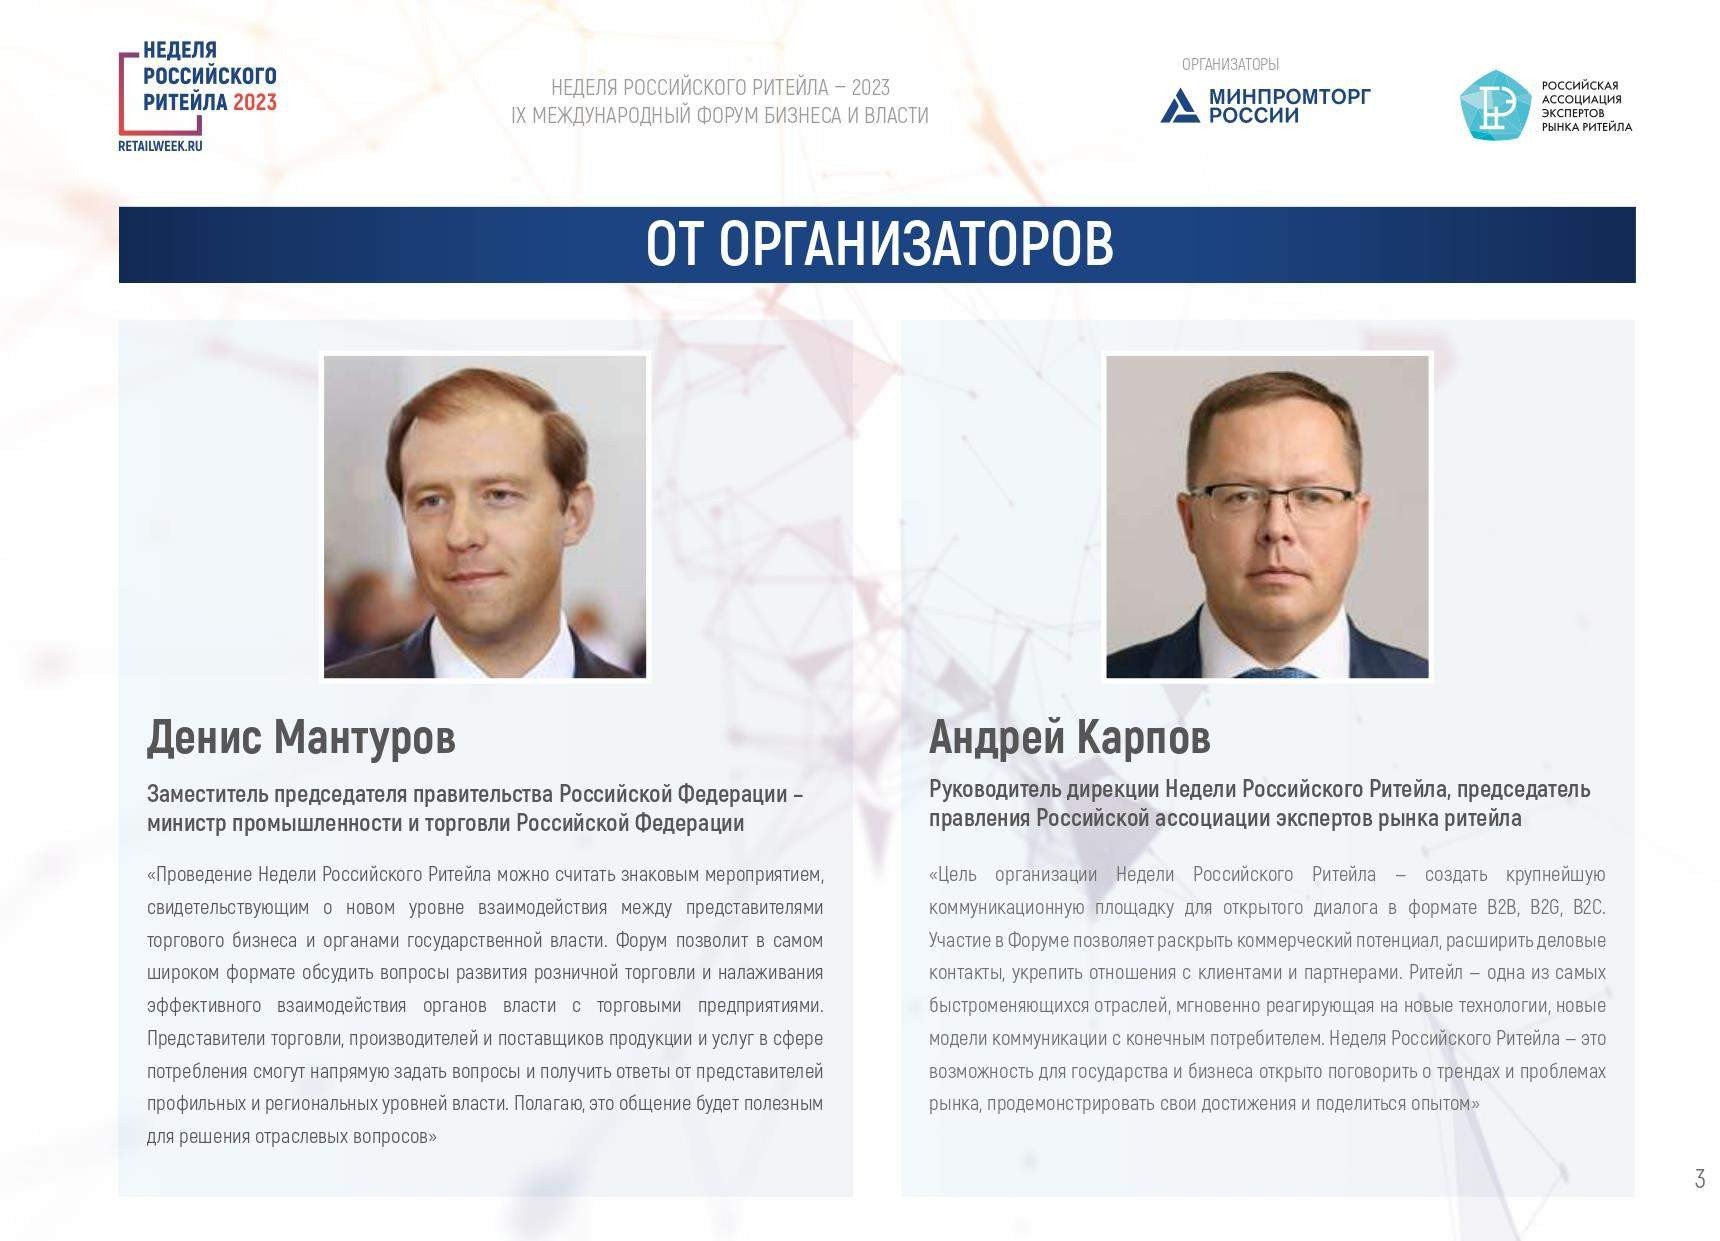 НЕДЕЛЯ
РОССИЙСКОГО
РИТЕЙЛА 2023
RETAILWEEK.RU
НЕДЕЛЯ РОССИЙСКОГО РИТЕЙЛА – 2023
IX МЕЖДУНАРОДНЫЙ ФОРУМ БИЗНЕСА И ВЛАСТИ
ОРГАНИЗАТОРЫ
МИНПРОМТОРГ
РОССИИ
РОССИЙСКАЯ
АССОЦИАЦИЯ
ЭКСПЕРТОВ
РЫНКА РИТЕЙЛА
ОТ ОРГАНИЗАТОРОВ
Денис Мантуров
Заместитель председателя правительства Российской Федерации –
министр промышленности и торговли Российской Федерации
«Проведение Недели Российского Ритейла можно считать знаковым мероприятием,
свидетельствующим о новом уровне взаимодействия между представителями
торгового бизнеса и органами государственной власти. Форум позволит в самом
широком формате обсудить вопросы развития розничной торговли и налаживания
эффективного взаимодействия органов власти с торговыми предприятиями.
Представители торговли, производителей и поставщиков продукции и услуг в сфере
потребления смогут напрямую задать вопросы и получить ответы от представителей
профильных и региональных уровней власти. Полагаю, это общение будет полезным
для решения отраслевых вопросов»
Андрей Карпов
Руководитель дирекции Недели Российского Ритейла, председатель
правления Российской ассоциации экспертов рынка ритейла
«Цель организации Недели Российского Ритейла – создать крупнейшую
коммуникационную площадку для открытого диалога в формате B2B, B2G, B2C.
Участие в Форуме позволяет раскрыть коммерческий потенциал, расширить деловые
контакты, укрепить отношения с клиентами и партнерами. Ритейл – одна из самых
быстроменяющихся отраслей, мгновенно реагирующая на новые технологии, новые
модели коммуникации с конечным потребителем. Неделя Российского Ритейла – это
возможность для государства и бизнеса открыто поговорить о трендах и проблемах
рынка, продемонстрировать свои достижения и поделиться опытом»
3